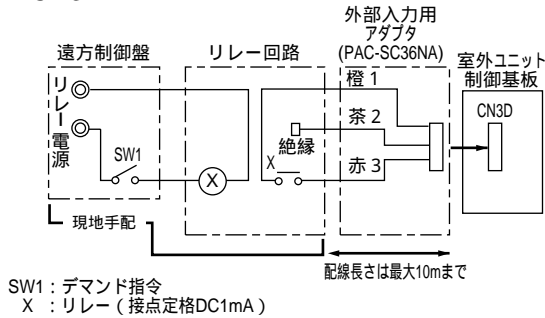 外部入力用
アダプタ
(PAC-SC36NA)
遠方制御盤
リレー回路
室外ユニット
制御基板
リレー電源
SW1
X
橙 1
茶 2
絶縁
X
赤 3
CN3D
現地手配
配線長さは最大10mまで
SW1：デマンド指令
X ：リレー（接点定格DC1mA）